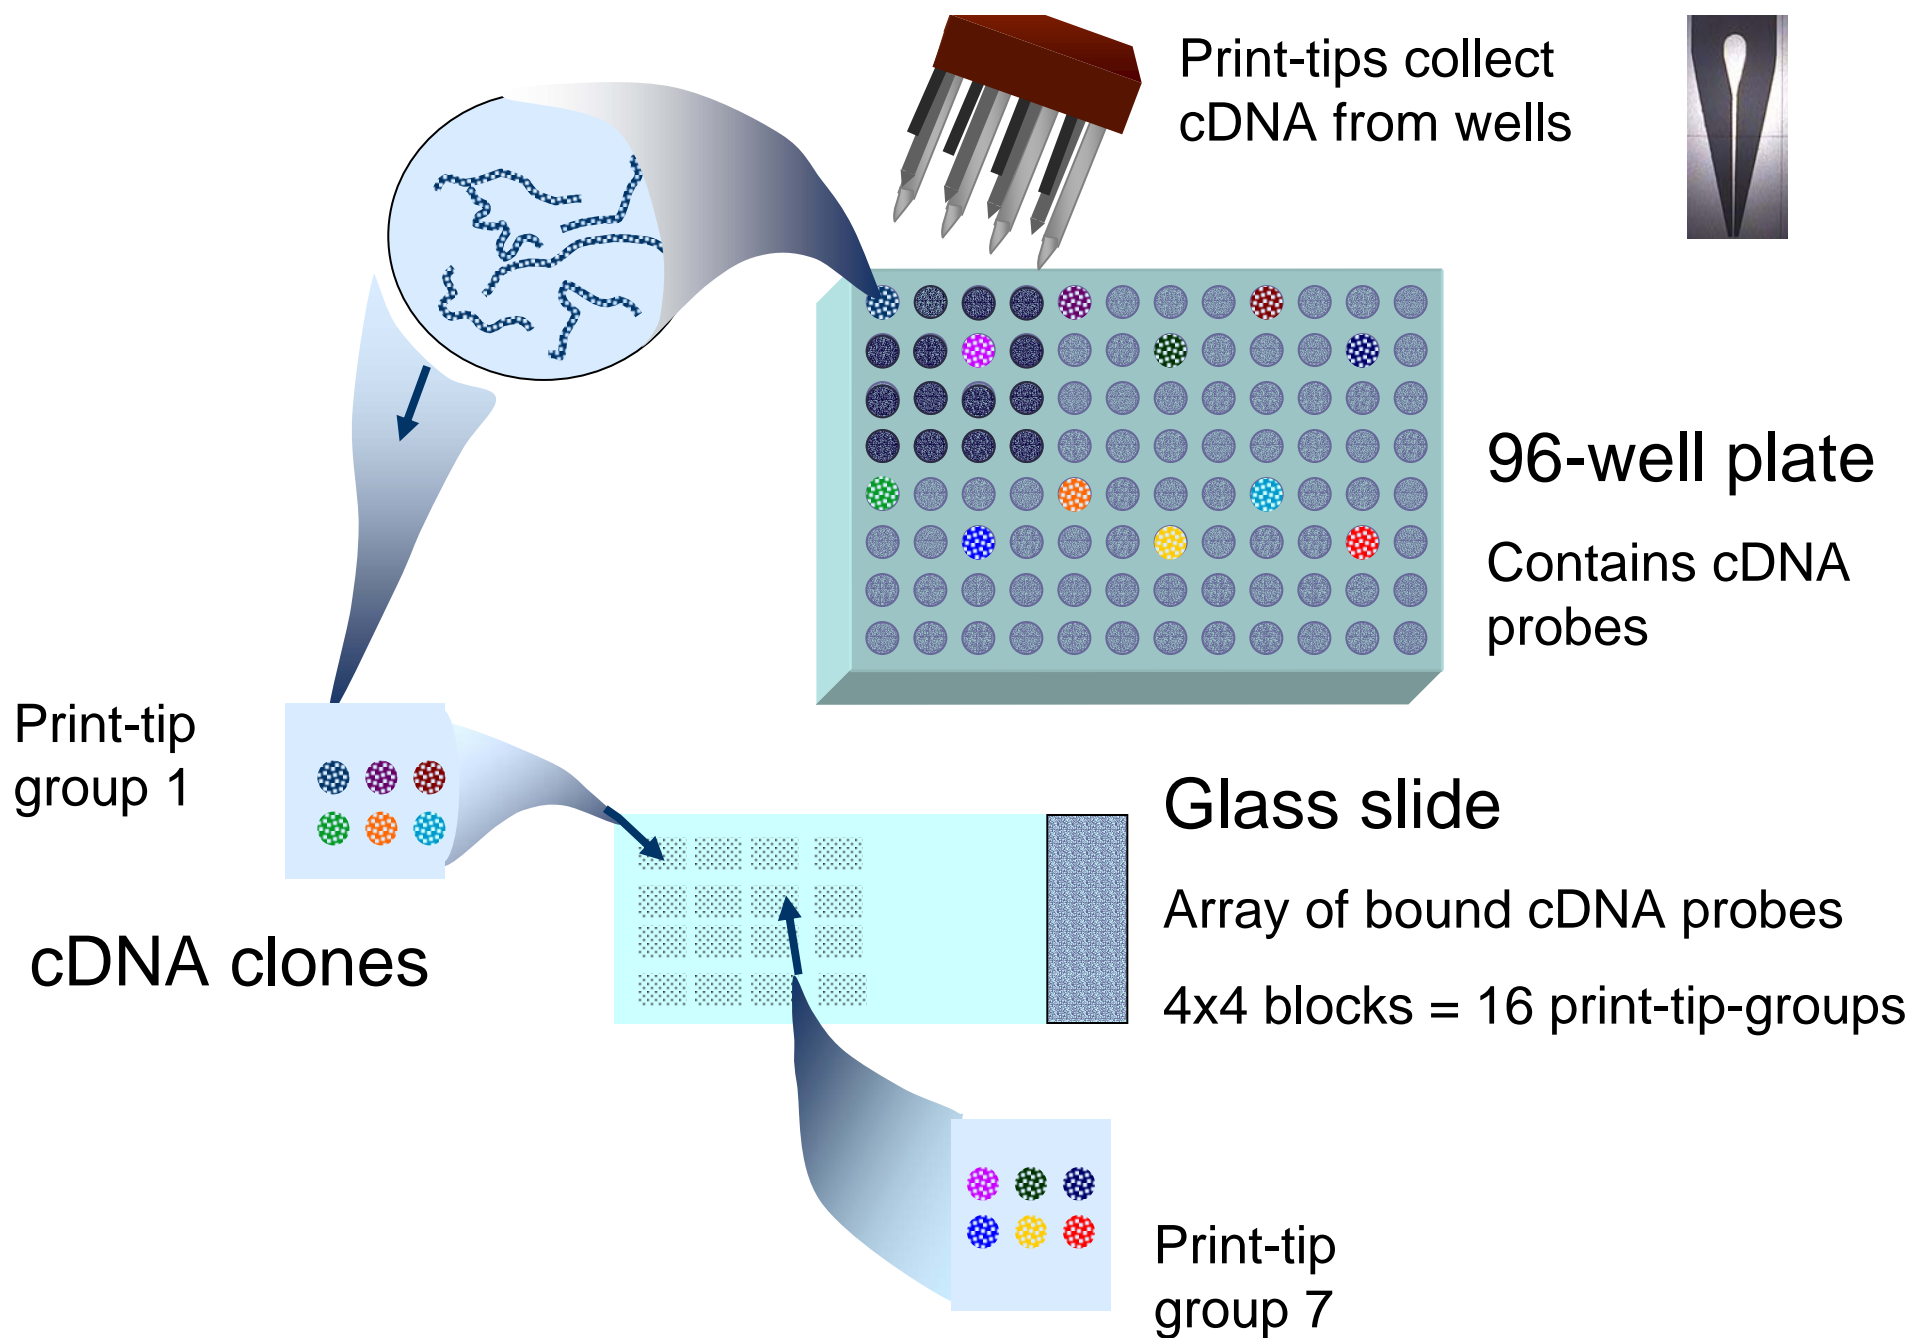 Print-tips collect
cDNA from wells
96-well plate
Contains cDNA
probes
Print-tip
group 1
cDNA clones
Glass slide
Array of bound cDNA probes
4x4 blocks = 16 print-tip-groups
Print-tip
group 7